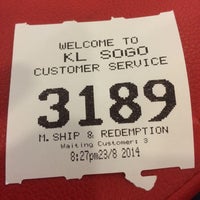 WELCOME TO
KL SOGO
CUSTOMER SERVICE
3189
M. SHIP & REDEMPTION
Waiting Customer: 3
8:27pm23/8 2014